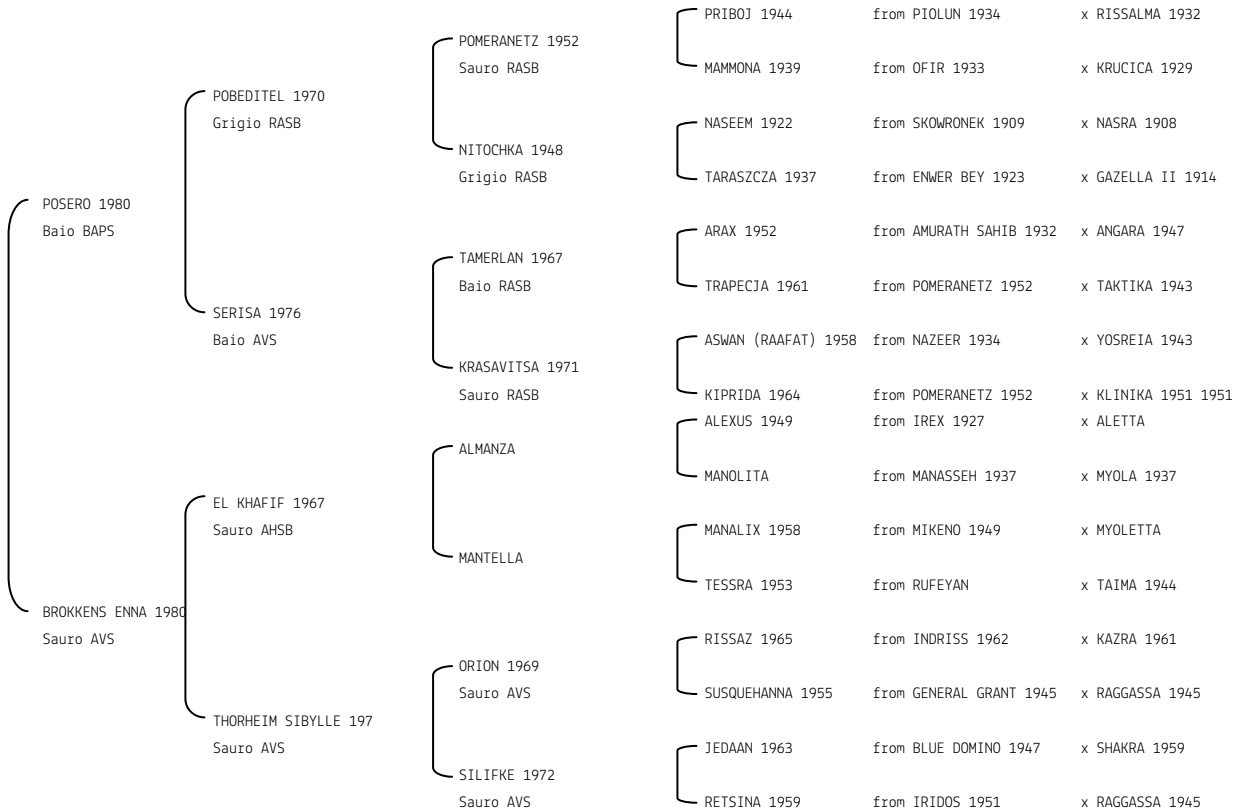 PRIBOJ 1944 from PIOLUN 1934 x RISSALMA 1932
POMERANETZ 1952
Sauro RASB
MAMMONA 1939 from OFIR 1933 x KRUCICA 1929
POBEDITEL 1970
Grigio RASB
NASEEM 1922 from SKOWRONEK 1909 x NASRA 1908
NITOCHKA 1948
Grigio RASB
TARASZCZA 1937 from ENWER BEY 1923 x GAZELLA II 1914
POSERO 1980
Baio BAPS
ARAX 1952 from AMURATH SAHIB 1932 x ANGARA 1947
TAMERLAN 1967
Baio RASB
TRAPECJA 1961 from POMERANETZ 1952 x TAKTIKA 1943
SERISA 1976
Baio AVS
ASWAN (RAAFAT) 1958 from NAZEER 1934 x YOSREIA 1943
KRASAVITSA 1971
Sauro RASB
KIPRIDA 1964 from POMERANETZ 1952 x KLINIKA 1951 1951
ALEXUS 1949 from IREX 1927 x ALETTA
ALMANZA
MANOLITA from MANASSEH 1937 x MYOLA 1937
EL KHAFIF 1967
Sauro AHSB
MANALIX 1958 from MIKENO 1949 x MYOLETTA
MANTELLA
TESSRA 1953 from RUFEYAN x TAIMA 1944
BROKKENS ENNA 1980
Sauro AVS
RISSAZ 1965 from INDRISS 1962 x KAZRA 1961
ORION 1969
Sauro AVS
SUSQUEHANNA 1955 from GENERAL GRANT 1945 x RAGGASSA 1945
THORHEIM SIBYLLE 197
Sauro AVS
JEDAAN 1963 from BLUE DOMINO 1947 x SHAKRA 1959
SILIFKE 1972
Sauro AVS
RETSINA 1959 from IRIDOS 1951 x RAGGASSA 1945